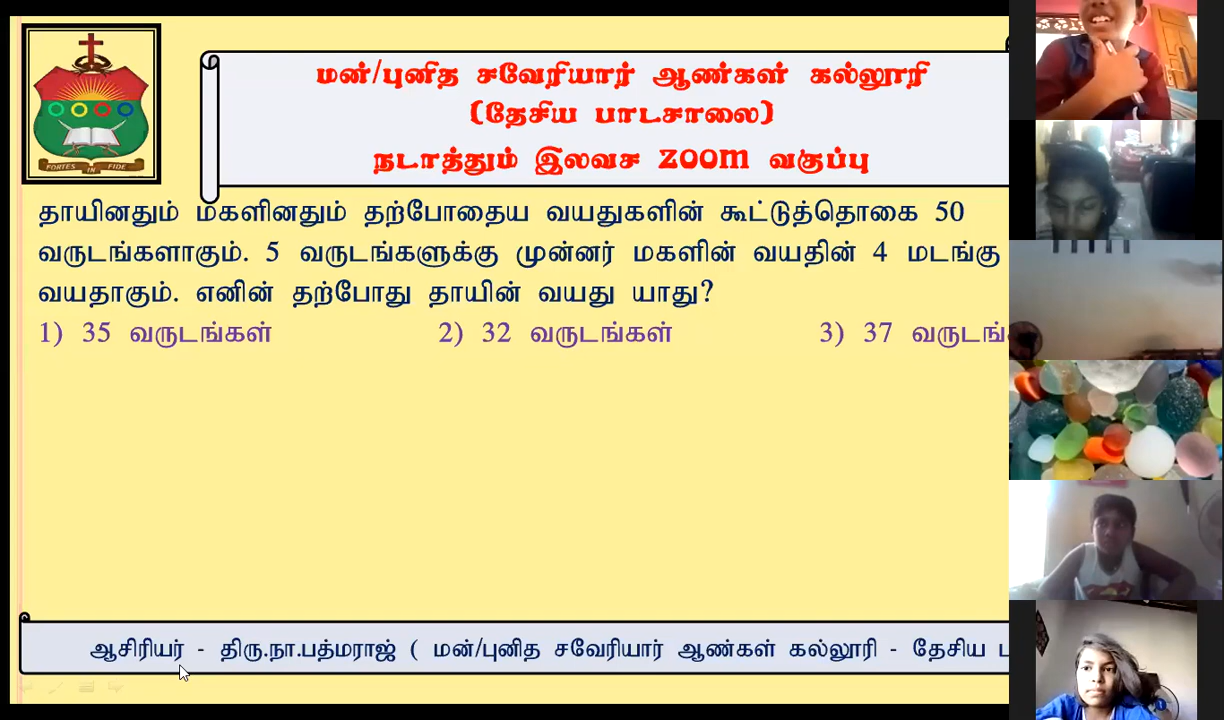 மன்/புனித சவேரியார் ஆண்கள் கல்லூரி
(தேசிய பாடசாலை)
நடாத்தும் இலவச ZOOM வகுப்பு
FORTES IN FIDE
தாயினதும் மகளினதும் தற்போதைய வயதுகளின் கூட்டுத்தொகை 50
வருடங்களாகும். 5 வருடங்களுக்கு முன்னர் மகளின் வயதின் 4 மடங்கு
வயதாகும். எனின் தற்போது தாயின் வயது யாது?
1) 35 வருடங்கள் 2) 32 வருடங்கள் 3) 37
ஆசிரியர் - திரு.நா.பத்மராஜ் ( மன்/புனித சவேரியார் ஆண்கள் கல்லூரி - தேசிய